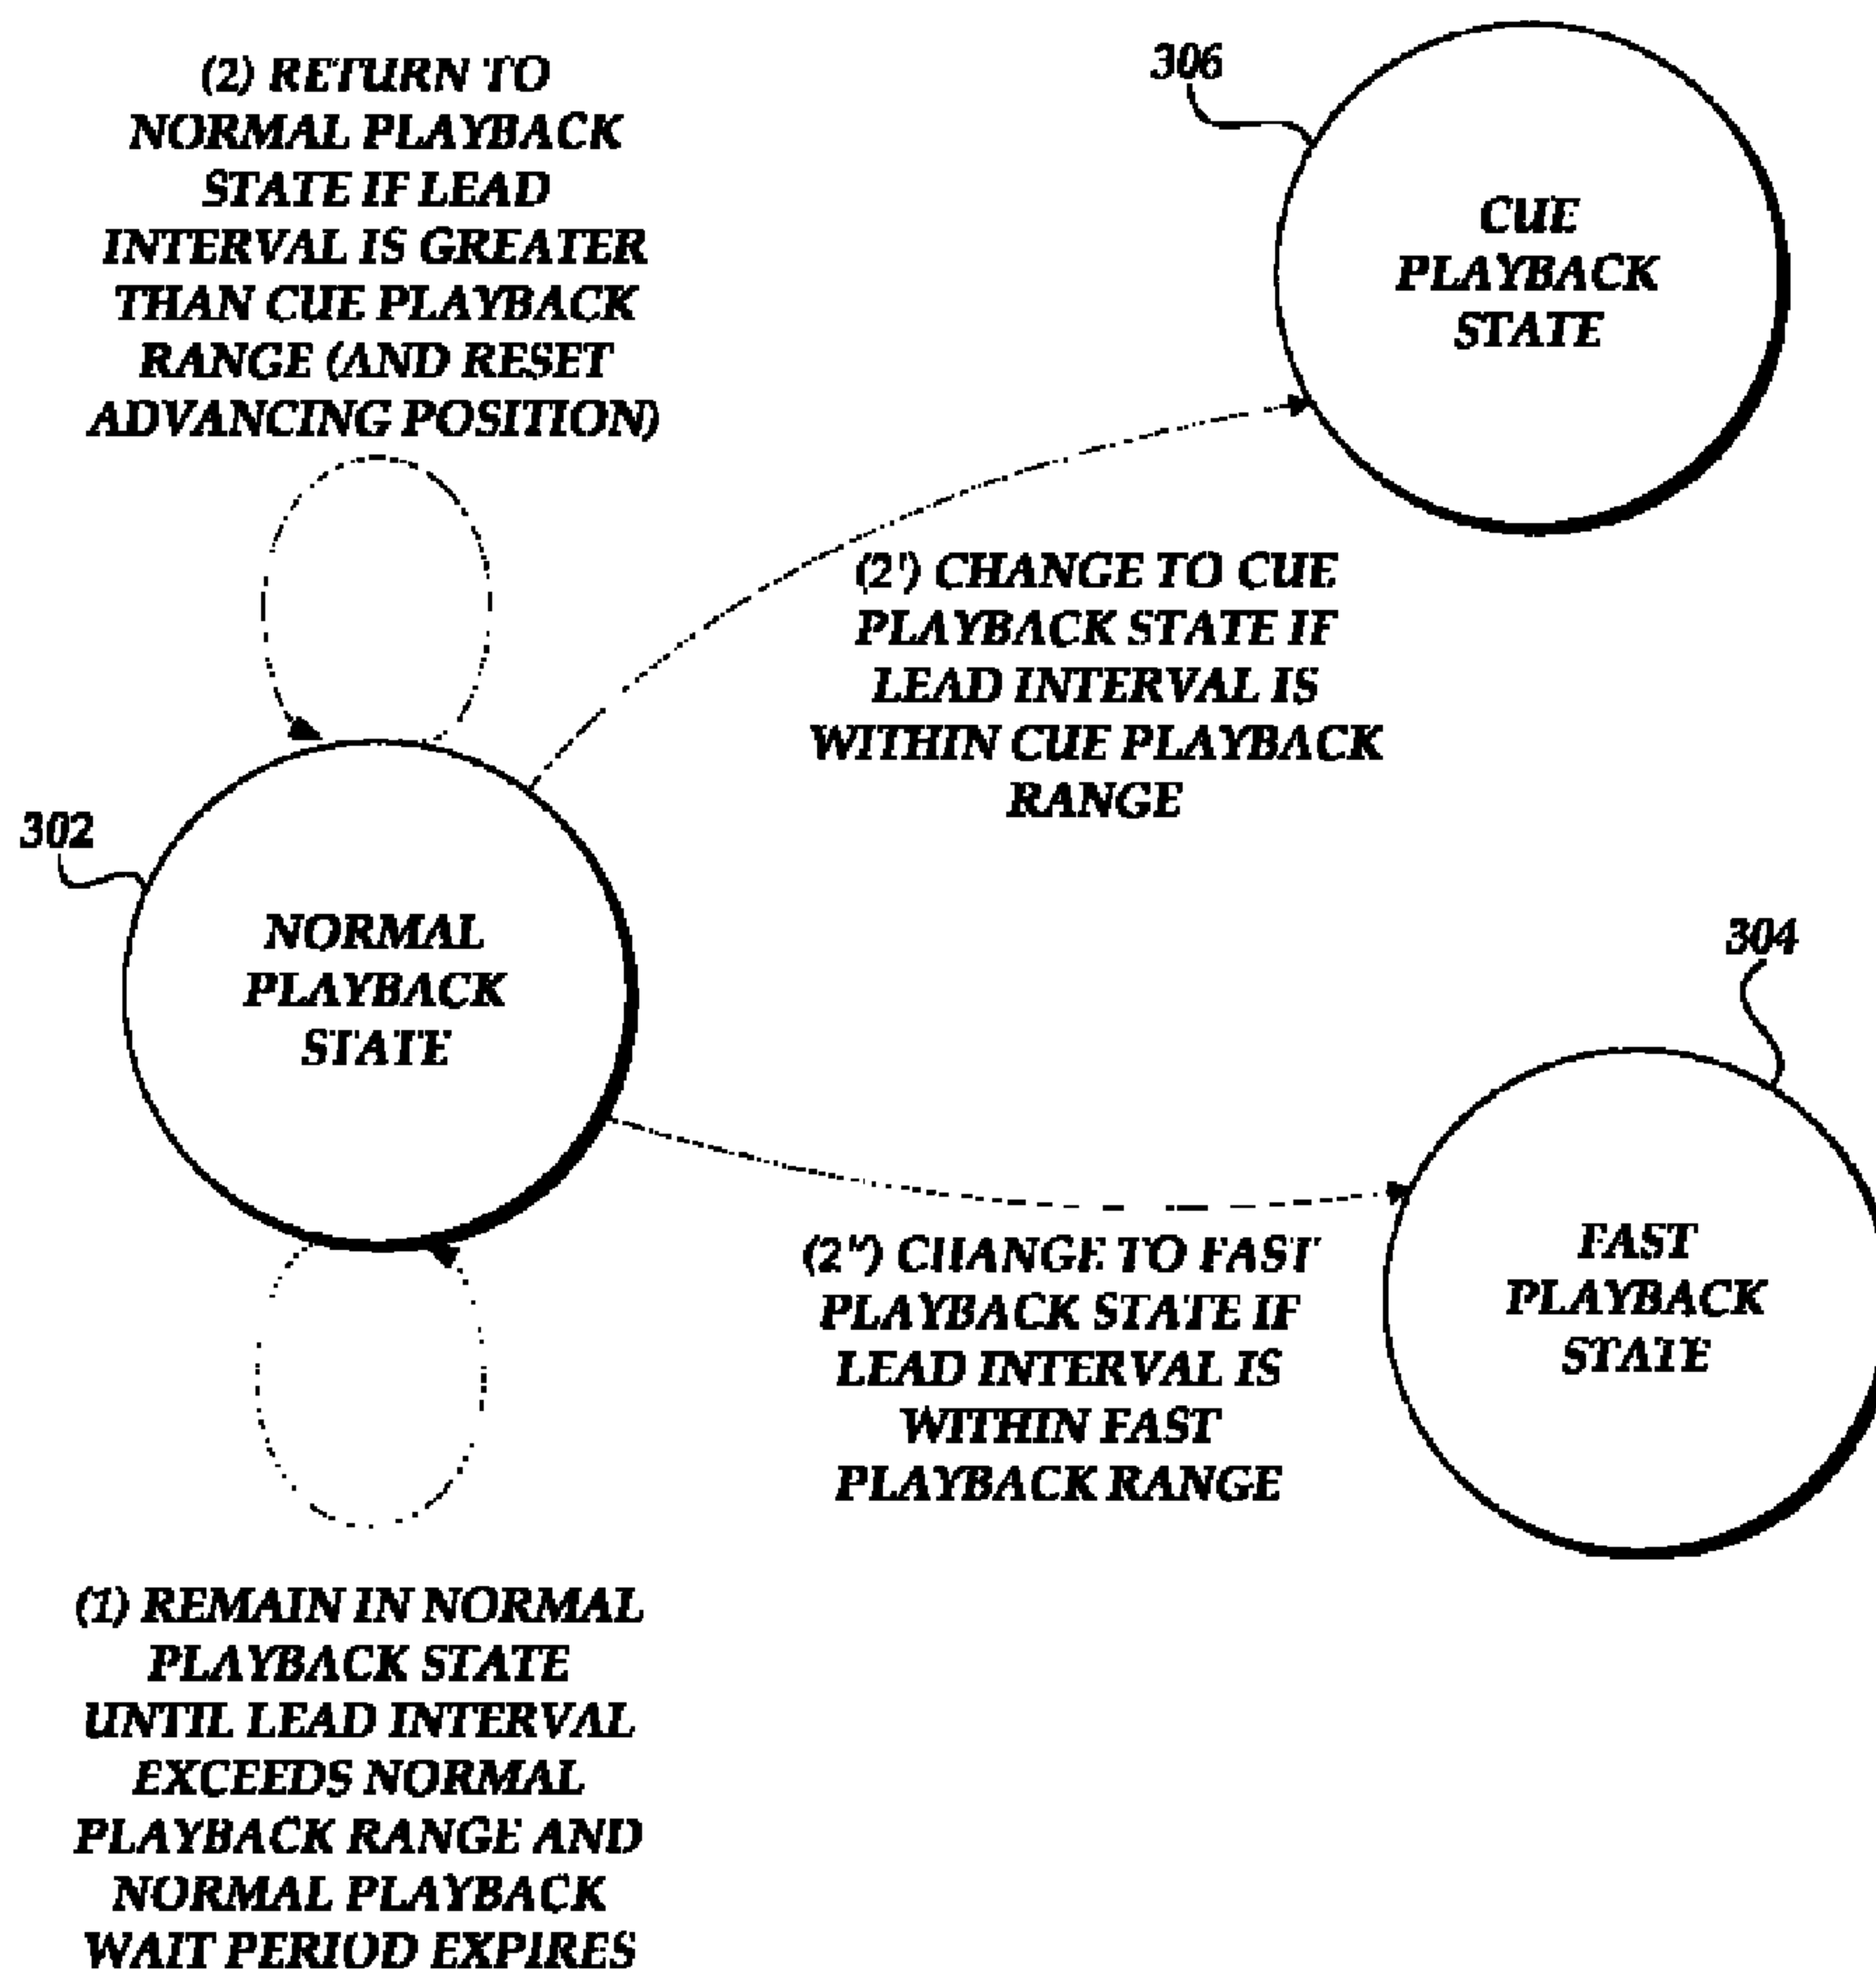 (2) RETURN TO
NORMAL PLAYBACK
STATE IF LEAD
INTERVAL IS GREATER
THAN CUE PLAYBACK
RANGE (AND RESET
ADVANCING POSITION)
306
CUE
PLAYBACK
STATE
(2') CHANGE TO CUE
PLAYBACK STATE IF
LEAD INTERVAL IS
WITHIN CUE PLAYBACK
RANGE
302
NORMAL
PLAYBACK
STATE
304
FAST
PLAYBACK
STATE
(2") CHANGE TO FAST
PLAYBACK STATE IF
LEAD INTERVAL IS
WITHIN FAST
PLAYBACK RANGE
(1) REMAIN IN NORMAL
PLAYBACK STATE
UNTIL LEAD INTERVAL
EXCEEDS NORMAL
PLAYBACK RANGE AND
NORMAL PLAYBACK
WAIT PERIOD EXPIRES